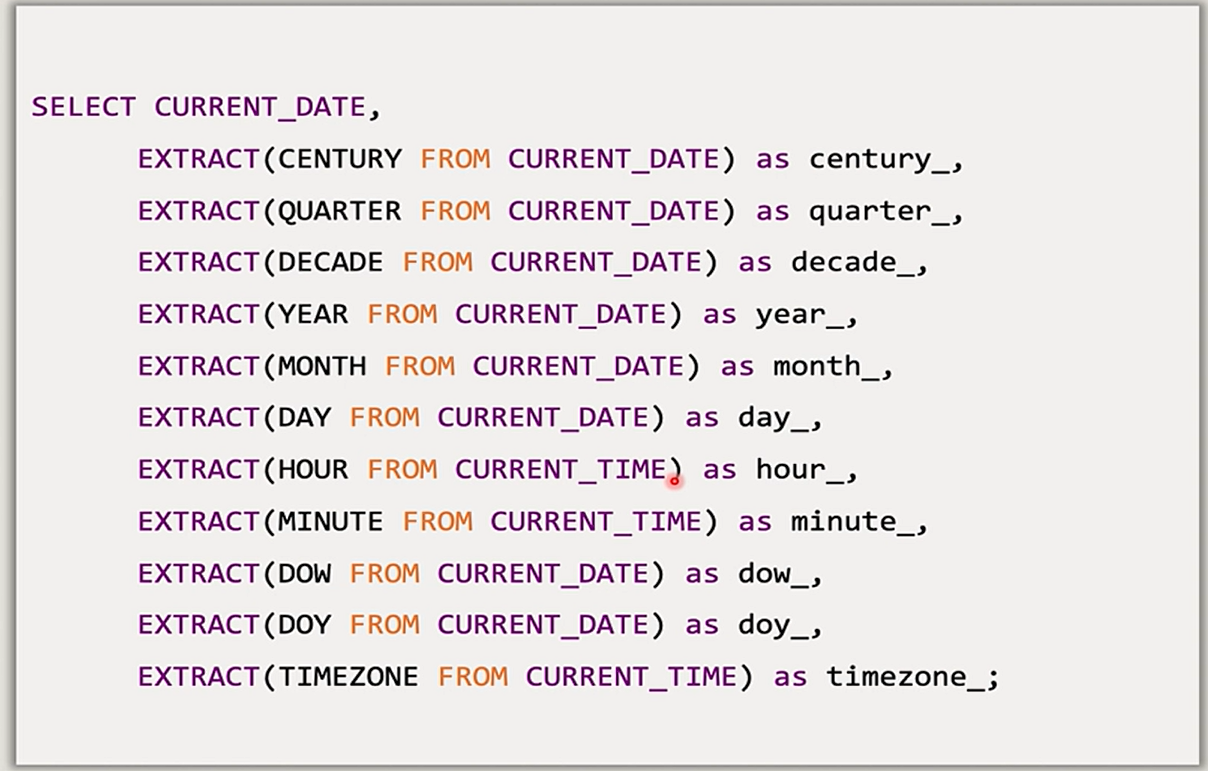 SELECT CURRENT_DATE,
EXTRACT(CENTURY FROM CURRENT_DATE) as century_,
EXTRACT(QUARTER FROM CURRENT_DATE) as quarter_,
EXTRACT(DECADE FROM CURRENT_DATE) as decade_,
EXTRACT(YEAR FROM CURRENT_DATE) as year_,
EXTRACT(MONTH FROM CURRENT_DATE) as month_,
EXTRACT(DAY FROM CURRENT_DATE) as day_,
EXTRACT(HOUR FROM CURRENT_TIME) as hour_,
EXTRACT(MINUTE FROM CURRENT_TIME) as minute_,
EXTRACT(DOW FROM CURRENT_DATE) as dow_,
EXTRACT(DOY FROM CURRENT_DATE) as doy_,
EXTRACT(TIMEZONE FROM CURRENT_TIME) as timezone_;